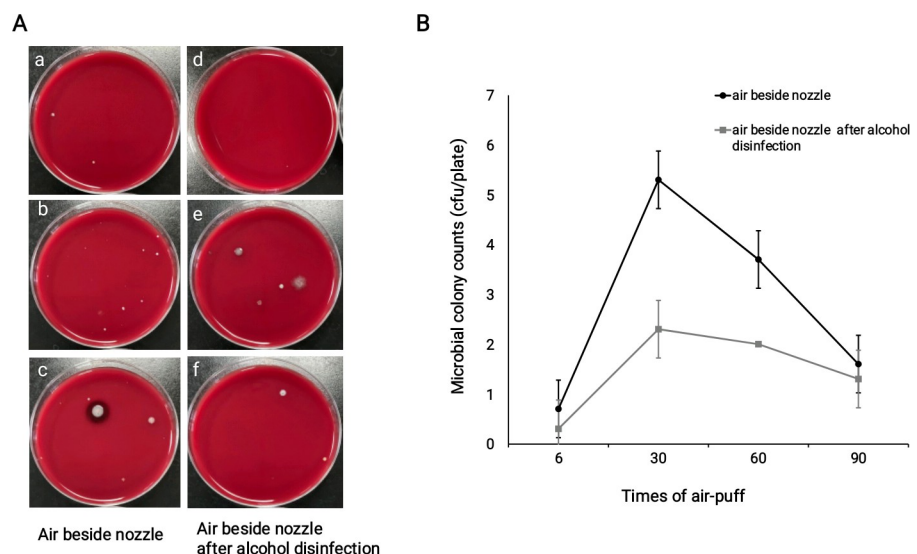 A
a
d
b
e
c
f
Air beside nozzle
Air beside nozzle
after alcohol disinfection
B
7
6
5
4
3
2
1
0
Microbial colony counts (cfu/plate)
air beside nozzle
air beside nozzle after alcohol
disinfection
6 30 60 90
Times of air-puff